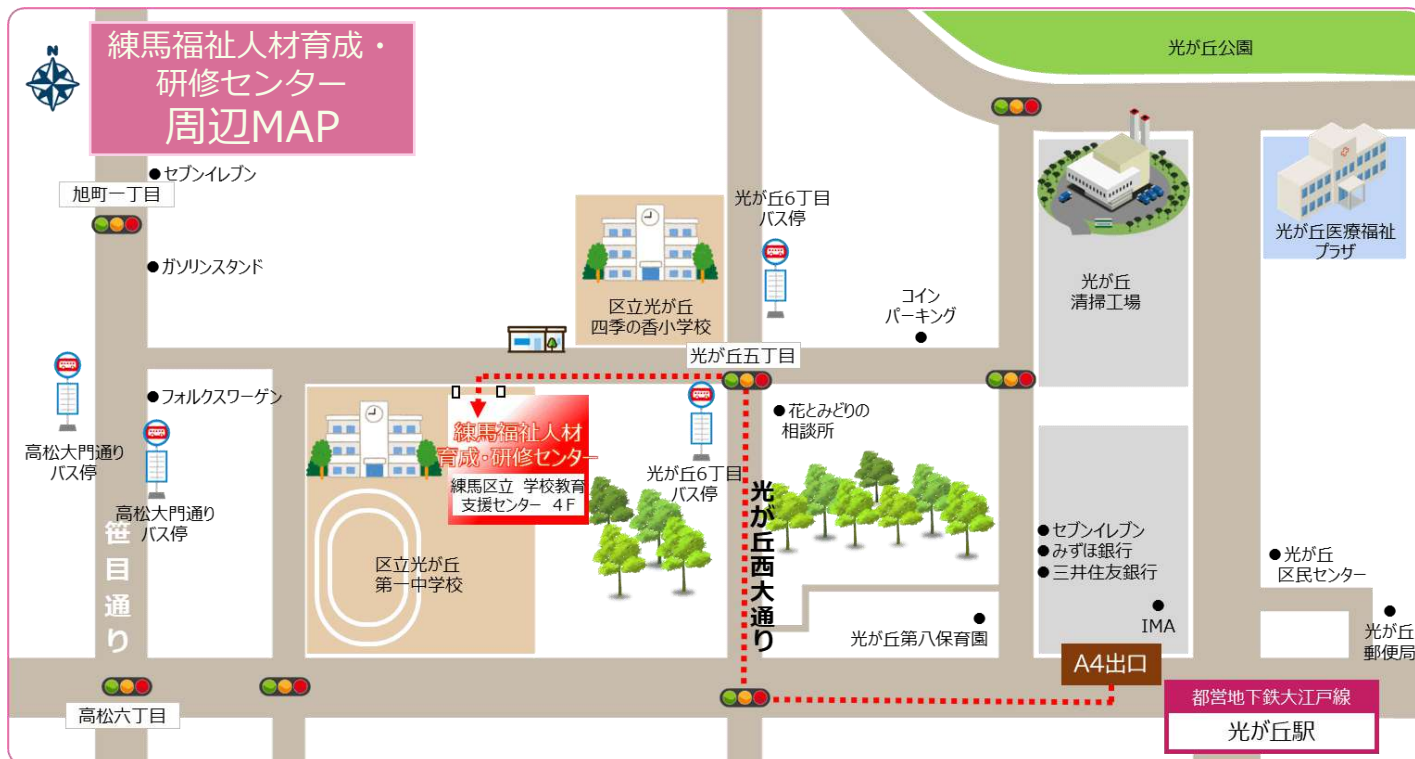 N
練馬福祉人材育成・
研修センター
周辺MAP
光が丘公園
セブンイレブン
旭町一丁目
光が丘6丁目
バス停
光が丘医療福祉
プラザ
ガソリンスタンド
光が丘
清掃工場
区立光が丘
四季の香小学校
コイン
パーキング
光が丘五丁目
フォルクスワーゲン
花とみどりの
相談所
練馬福祉人材
育成・研修センター
高松大門通り
バス停
光が丘6丁目
バス停
練馬区立 学校教育
支援センター 4F
高松大門通り
バス停
光が丘西大通り
笹目通り
セブンイレブン
みずほ銀行
三井住友銀行
光が丘
区民センター
区立光が丘
第一中学校
IMA
光が丘第八保育園
光が丘
郵便局
A4出口
都営地下鉄大江戸線
光が丘駅
高松六丁目